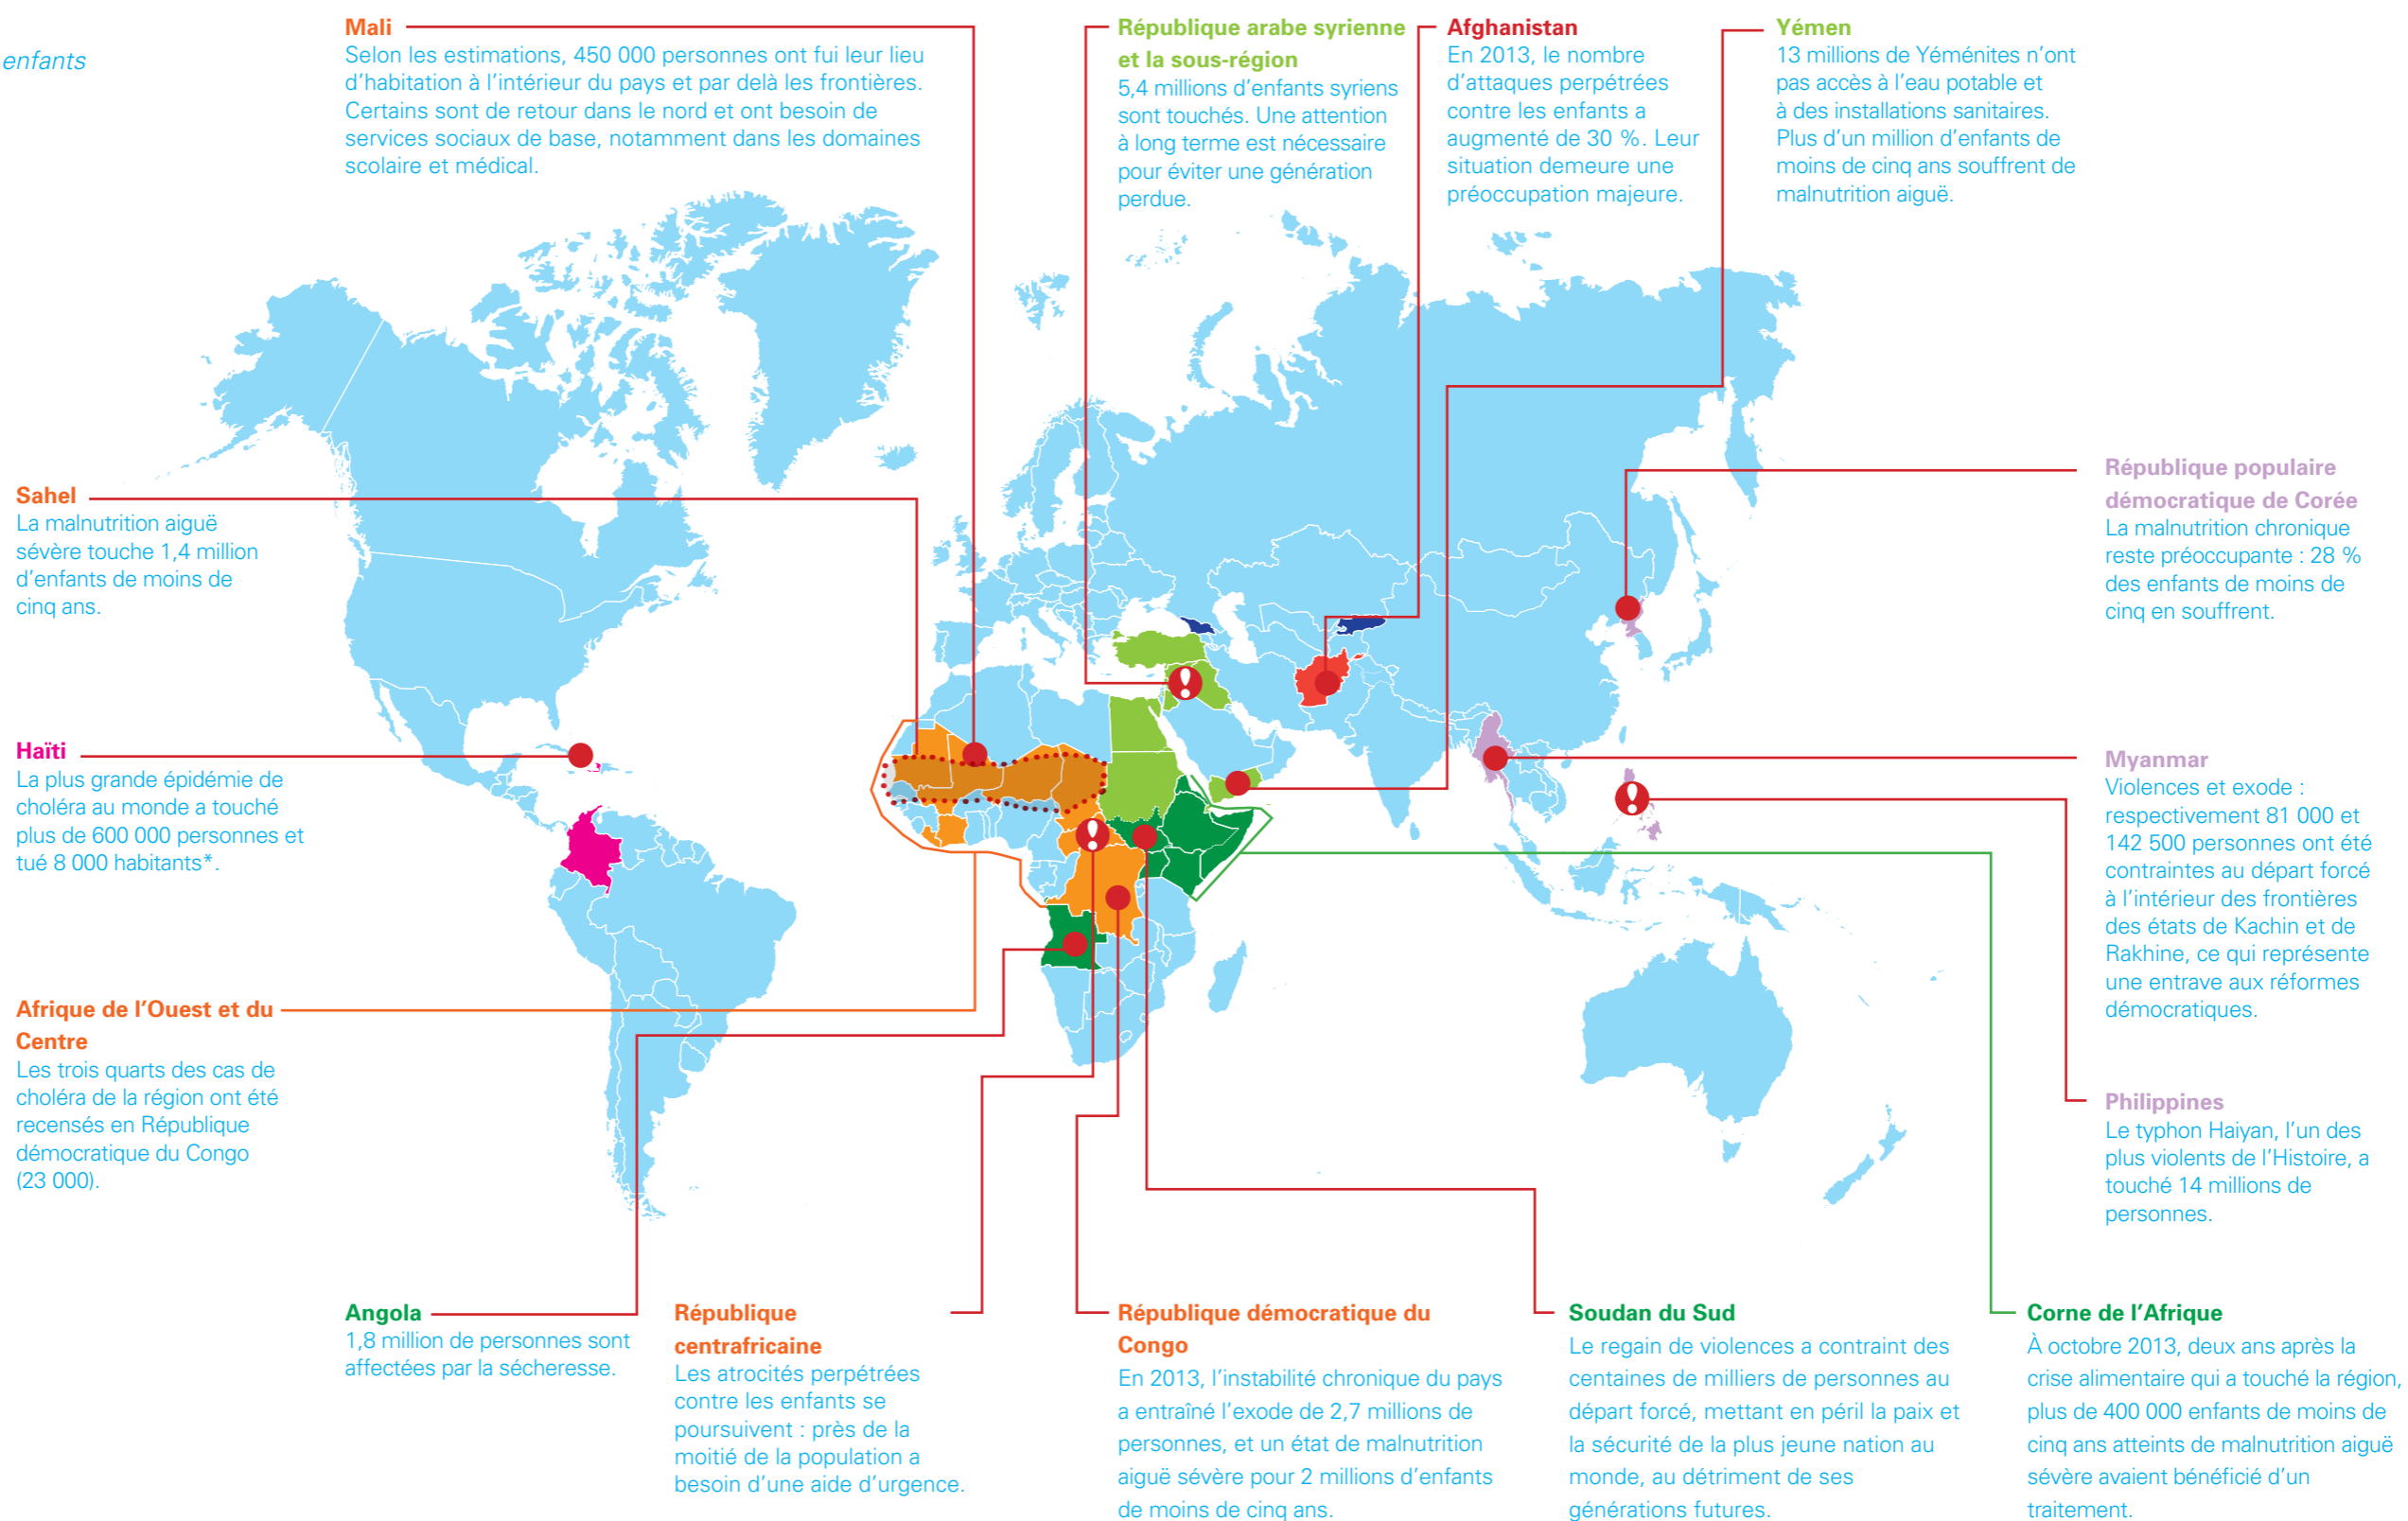 enfants
Mali
Selon les estimations, 450 000 personnes ont fui leur lieu
d'habitation à l'intérieur du pays et par delà les frontières.
Certains sont de retour dans le nord et ont besoin de
services sociaux de base, notamment dans les domaines
scolaire et médical.
République arabe syrienne
et la sous-région
5,4 millions d'enfants syriens
sont touchés. Une attention
à long terme est nécessaire
pour éviter une génération
perdue.
Afghanistan
En 2013, le nombre
d'attaques perpétrées
contre les enfants a
augmenté de 30 %. Leur
situation demeure une
préoccupation majeure.
Yémen
13 millions de Yéménites n'ont
pas accès à l'eau potable et
à des installations sanitaires.
Plus d'un million d'enfants de
moins de cinq ans souffrent de
malnutrition aiguë.
Sahel
La malnutrition aiguë
sévère touche 1,4 million
d'enfants de moins de
cinq ans.
République populaire
démocratique de Corée
La malnutrition chronique
reste préoccupante : 28 %
des enfants de moins de
cinq en souffrent.
Haïti
La plus grande épidémie de
choléra au monde a touché
plus de 600 000 personnes et
tué 8 000 habitants*.
Myanmar
Violences et exode :
respectivement 81 000 et
142 500 personnes ont été
contraintes au départ forcé
à l'intérieur des frontières
des états de Kachin et de
Rakhine, ce qui représente
une entrave aux réformes
démocratiques.
Afrique de l'Ouest et du
Centre
Les trois quarts des cas de
choléra de la région ont été
recensés en République
démocratique du Congo
(23 000).
Philippines
Le typhon Haiyan, l'un des
plus violents de l'Histoire, a
touché 14 millions de
personnes.
Angola
1,8 million de personnes sont
affectées par la sécheresse.
République
centrafricaine
Les atrocités perpétrées
contre les enfants se
poursuivent : près de la
moitié de la population a
besoin d'une aide d'urgence.
République démocratique du
Congo
En 2013, l'instabilité chronique du pays
a entraîné l'exode de 2,7 millions de
personnes, et un état de malnutrition
aiguë sévère pour 2 millions d'enfants
de moins de cinq ans.
Soudan du Sud
Le regain de violences a contraint des
centaines de milliers de personnes au
départ forcé, mettant en péril la paix et
la sécurité de la plus jeune nation au
monde, au détriment de ses
générations futures.
Corne de l'Afrique
À octobre 2013, deux ans après la
crise alimentaire qui a touché la région,
plus de 400 000 enfants de moins de
cinq ans atteints de malnutrition aiguë
sévère avaient bénéficié d'un
traitement.